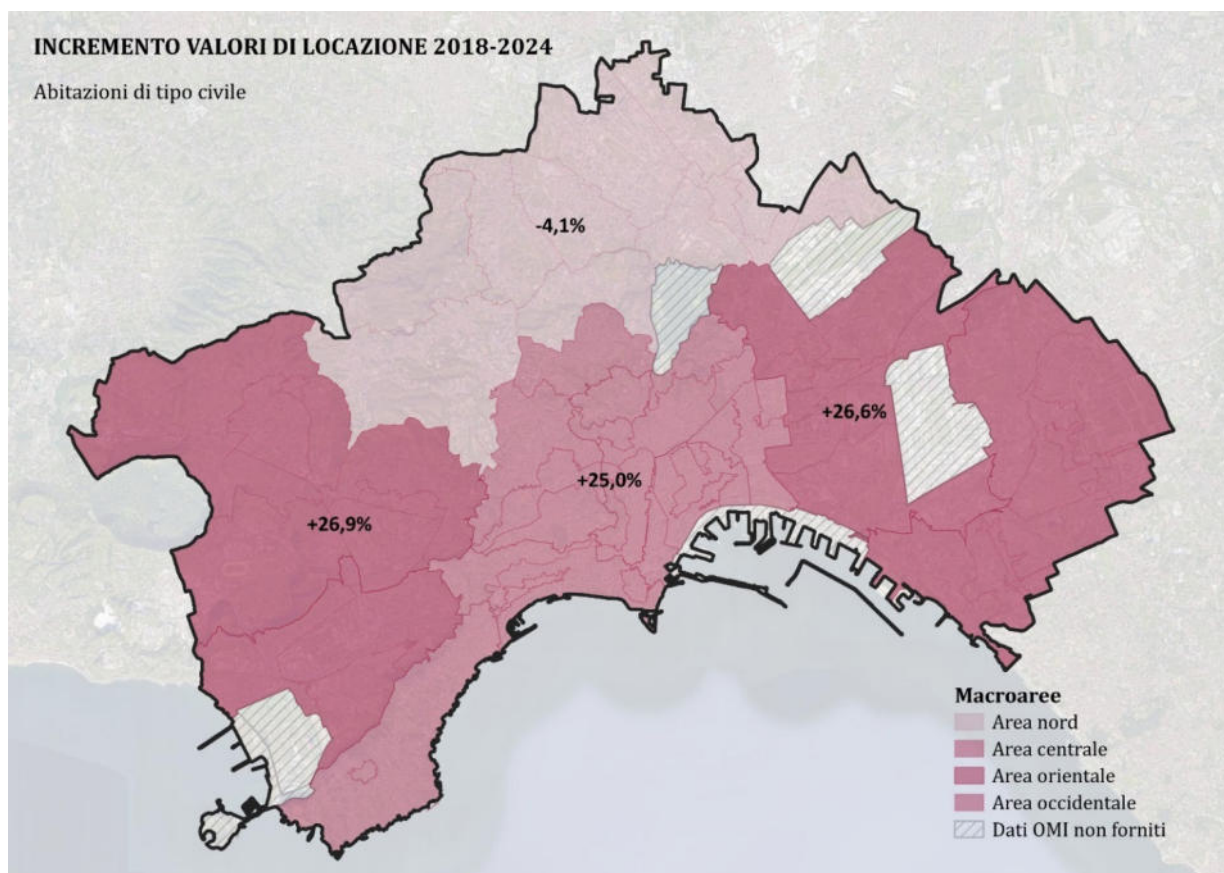 INCREMENTO VALORI DI LOCAZIONE 2018-2024
Abitazioni di tipo civile
-4,1%
+26,6%
+25,0%
+26,9%
Macroaree
Area nord
Area centrale
Area orientale
Area occidentale
Dati OMI non forniti